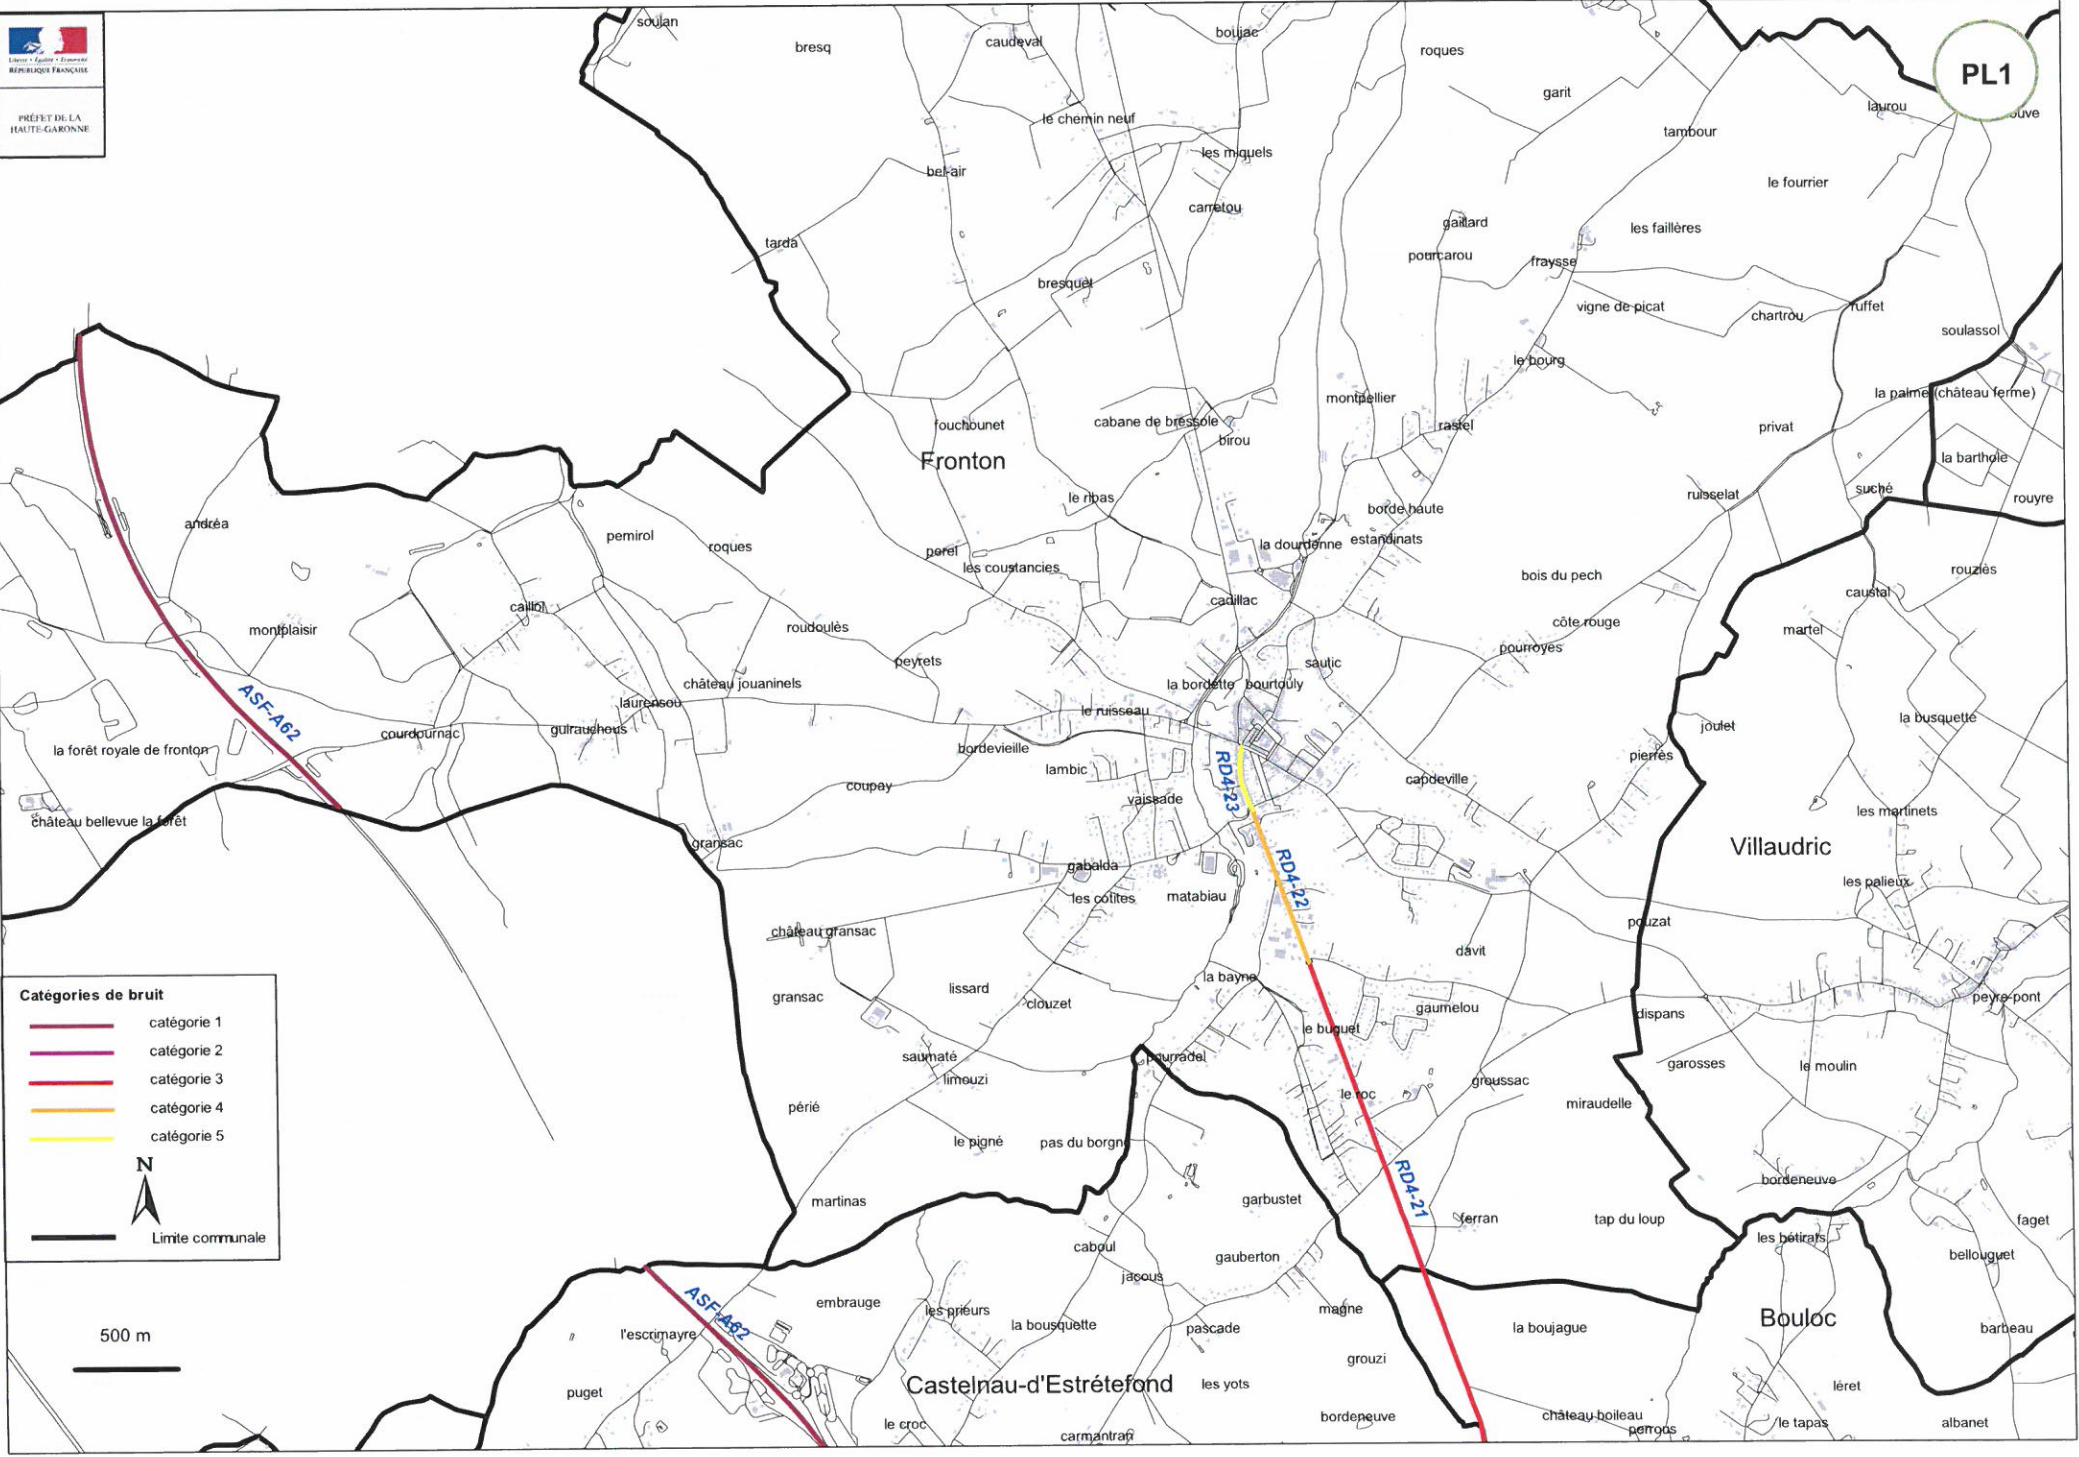 Liberté • Égalité • Fraternité
RÉPUBLIQUE FRANÇAISE
PRÉFET DE LA
HAUTE-GARONNE
PL1
soulan
bresq
caudeval
boujac
roques
garit
laurou
le chemin neuf
tambour
les miquels
bel-air
le fourrier
carretou
gaillard
les faillères
tarda
pourcarou
fraysse
bresquel
vigne de picat
chartrou
ruffet
soulassol
le bourg
la palme (château ferme)
montpellier
fouchounet
cabane de bressole
rastel
privat
birou
Fronton
la barthole
suché
rouyre
le ribas
ruisselat
borde haute
andréa
pemirol
roques
porel
la dourdenne
estandinats
les coustancies
bois du pech
rouziès
caillol
cadillac
caustal
montplaisir
roudoulès
côte rouge
martel
peyrets
sautic
pourroyes
château jouaninels
la bordette
bourtouly
ASF-A62
laurensou
le ruisseau
joulet
la busquette
courdournac
guirauchous
la forêt royale de fronton
bordevieille
pierrès
lambic
RD4-23
capdeville
coupay
vaissade
les martinets
château bellevue la forêt
gransac
Villaudric
gabalda
RD4-22
les palieux
les cotites
matabiau
pouzat
château gransac
davit
la bayne
lissard
gransac
clouzet
gaumelou
peyre-pont
dispans
le buguet
saumaté
pourradel
garosses
le moulin
limouzi
groussac
le roc
périé
miraudelle
le pigné
pas du borgn
RD4-21
bordeneuve
martinas
garbustet
ferran
tap du loup
faget
caboul
les bétirats
gauberton
bellouguet
jacous
ASF-A62
embrauge
les prieurs
magne
la bousquette
pascade
la boujague
Bouloc
barbeau
l'escrimayre
grouzi
Castelnau-d'Estrétefond
les yots
puget
léret
bordeneuve
château boileau
le croc
perrous
le tapas
albanet
carmantran
Catégories de bruit
catégorie 1
catégorie 2
catégorie 3
catégorie 4
catégorie 5
N
Limite communale
500 m